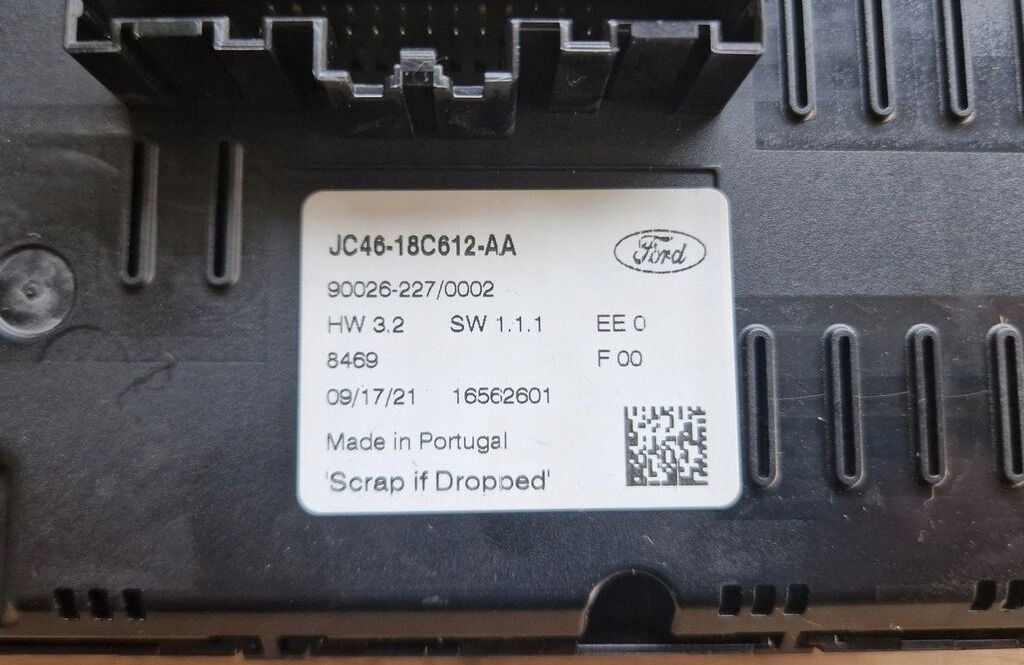 JC46-18C612-AA
Ford
90026-227/0002
HW 3.2 SW 1.1.1 EE 0
8469 F 00
09/17/21 16562601
Made in Portugal
'Scrap if Dropped'